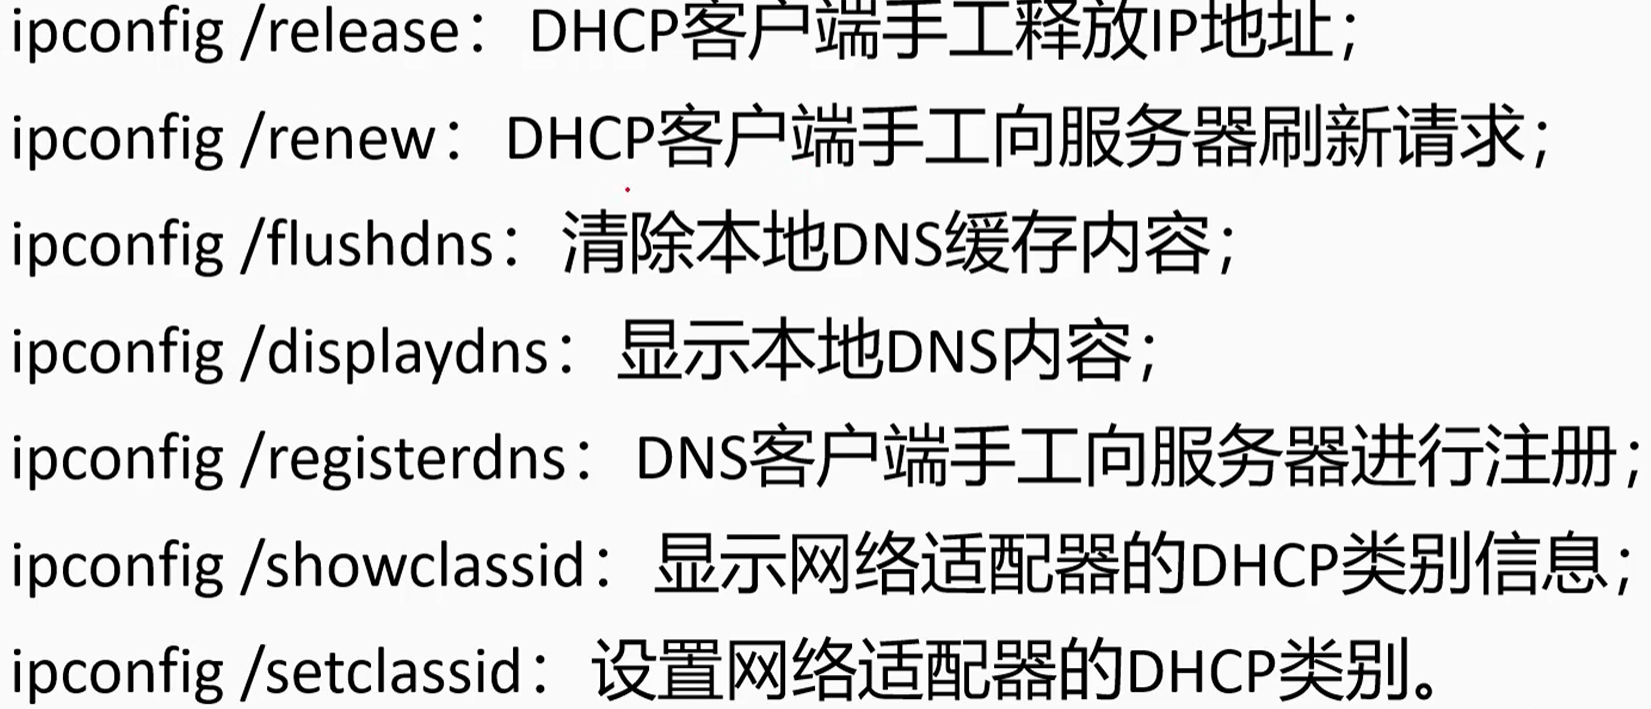 ipconfig /release：DHCP客户端手工释放IP地址；
ipconfig /renew：DHCP客户端手工向服务器刷新请求；
ipconfig /flushdns：清除本地DNS缓存内容；
ipconfig /displaydns：显示本地DNS内容；
ipconfig /registerdns：DNS客户端手工向服务器进行注册；
ipconfig /showclassid：显示网络适配器的DHCP类别信息；
ipconfig /setclassid：设置网络适配器的DHCP类别。